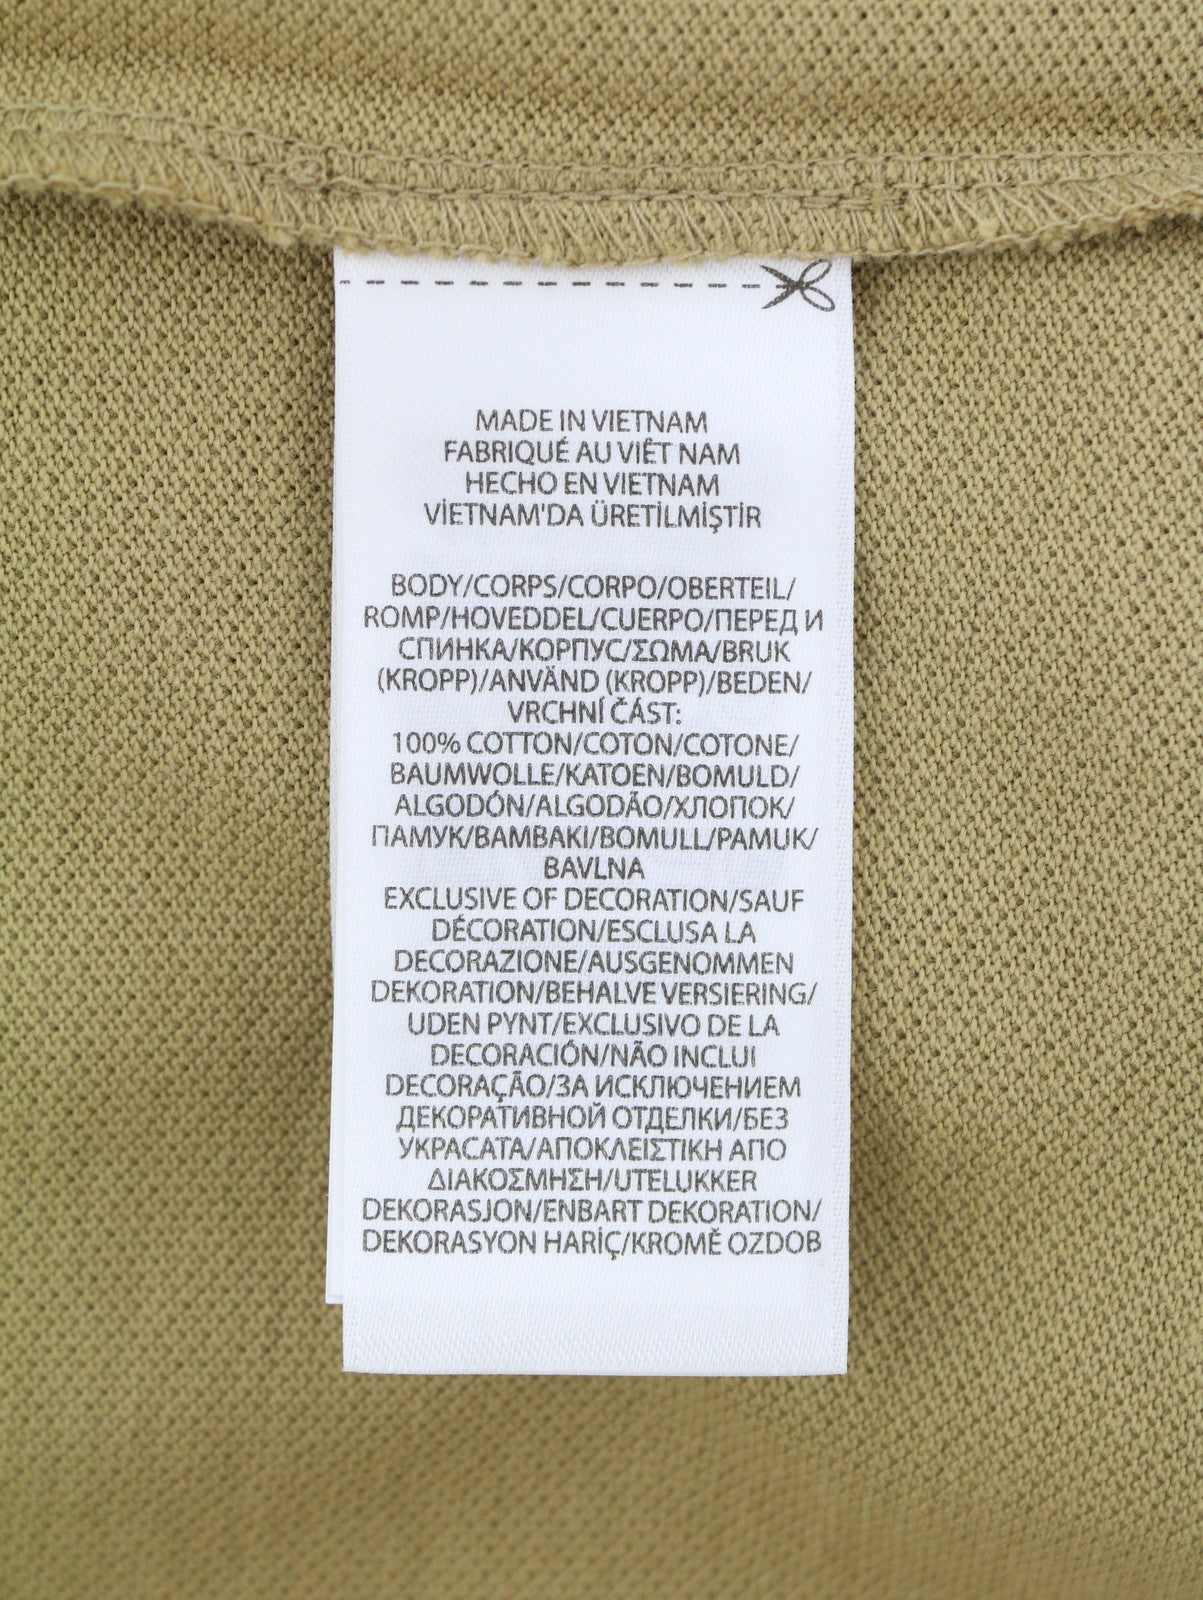 MADE IN VIETNAM
FABRIQUÉ AU VIÊT NAM
HECHO EN VIETNAM
VİETNAM'DA ÜRETİLMİŞTİR
BODY/CORPS/CORPO/OBERTEIL/
ROMP/HOVEDDEL/CUERPO/ПЕРЕД И
СПИНКА/КОРПУС/ΣΩΜΑ/BRUK
(KROPP)/ANVÄND (KROPP)/BEDEN/
VRCHNÍ ČÁST:
100% COTTON/COTON/COTONE/
BAUMWOLLE/KATOEN/BOMULD/
ALGODÓN/ALGODÃO/ХЛОПОК/
ПАМУК/ΒΑΜΒΑΚΙ/BOMULL/PAMUK/
BAVLNA
EXCLUSIVE OF DECORATION/SAUF
DÉCORATION/ESCLUSA LA
DECORAZIONE/AUSGENOMMEN
DEKORATION/BEHALVE VERSIERING/
UDEN PYNT/EXCLUSIVO DE LA
DECORACIÓN/NÃO INCLUI
DECORAÇÃO/ЗА ИСКЛЮЧЕНИЕМ
ДЕКОРАТИВНОЙ ОТДЕЛКИ/БЕЗ
УКРАСАТА/ΑΠΟΚΛΕΙΣΤΙΚΗ ΑΠΟ
ΔΙΑΚΟΣΜΗΣΗ/UTELUKKER
DEKORASJON/ENBART DEKORATION/
DEKORASYON HARİÇ/KROMĚ OZDOB